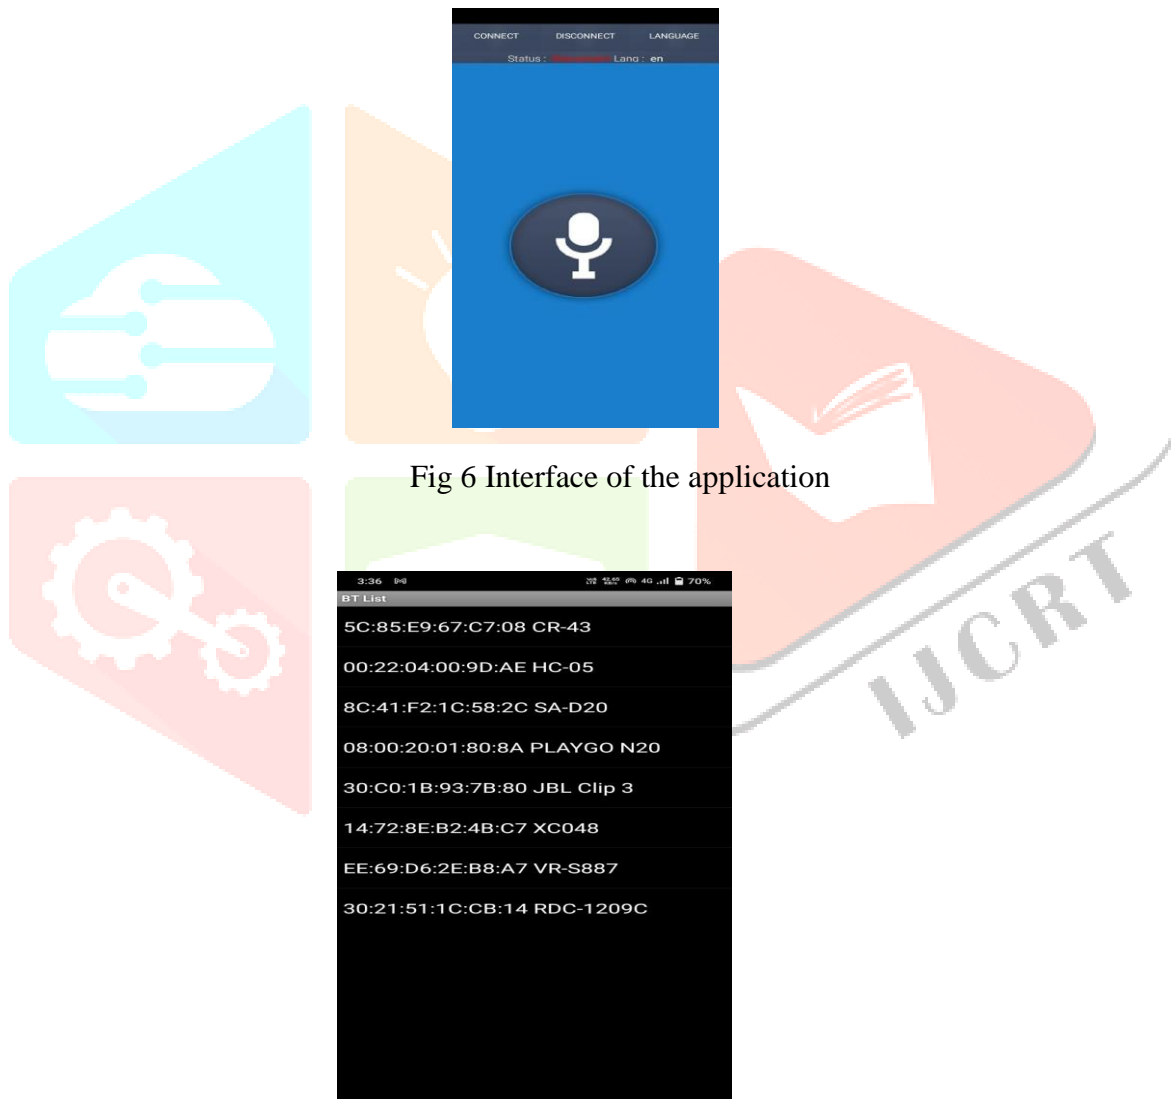 CONNECT DISCONNECT LANGUAGE
Status : Lang : en
Fig 6 Interface of the application
3:36 4G 70%
BT List
5C:85:E9:67:C7:08 CR-43
00:22:04:00:9D:AE HC-05
8C:41:F2:1C:58:2C SA-D20
08:00:20:01:80:8A PLAYGO N20
30:C0:1B:93:7B:80 JBL Clip 3
14:72:8E:B2:4B:C7 XC048
EE:69:D6:2E:B8:A7 VR-S887
30:21:51:1C:CB:14 RDC-1209C
IJCRT